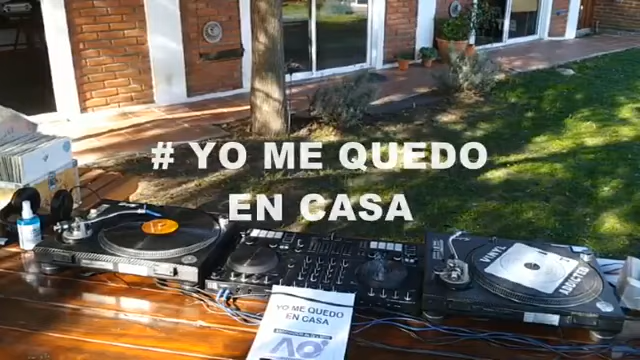 # YO ME QUEDO
EN CASA
YO ME QUEDO
EN CASA
VINYL
ADDICTED